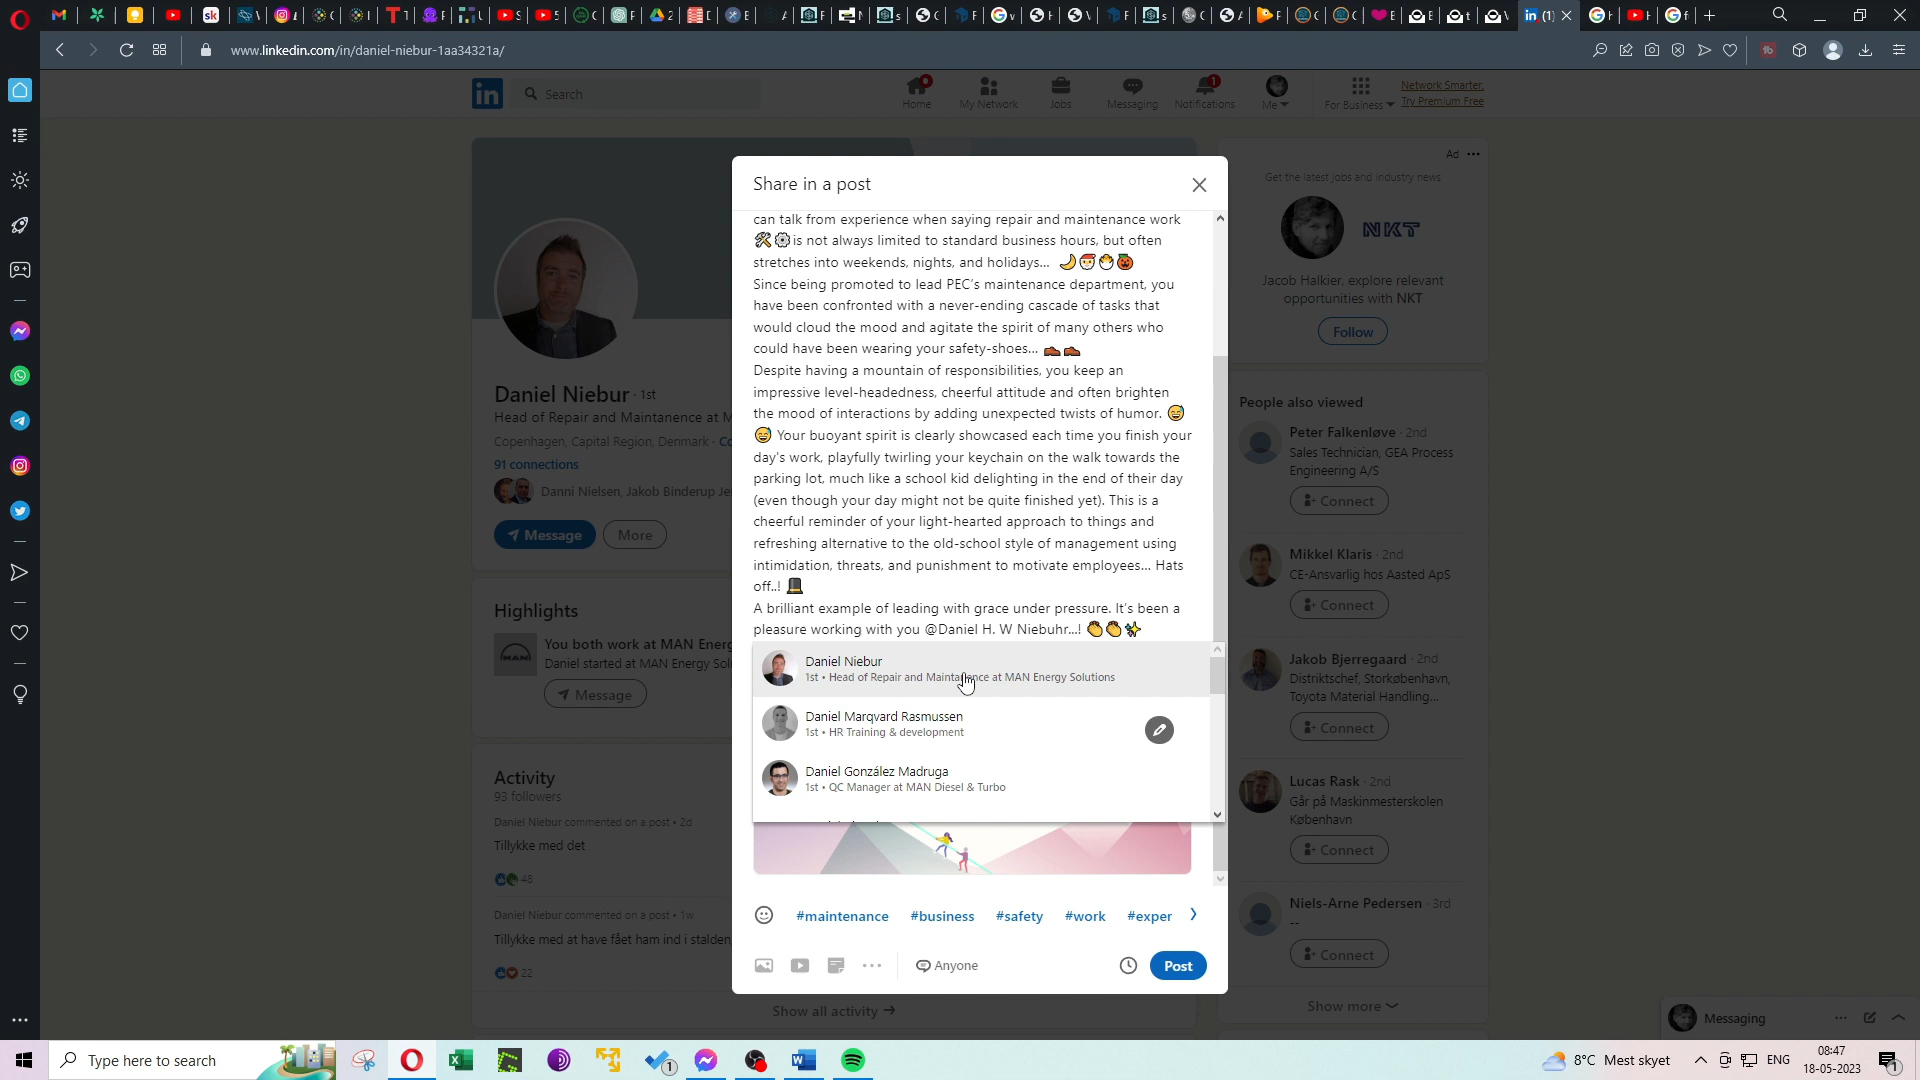 www.linkedin.com/in/daniel-niebur-1aa34321a/
Search
Home
My Network
Jobs
Messaging
1
Notifications
Me
For Business
Network Smarter,
Try Premium Free
Share in a post
can talk from experience when saying repair and maintenance work
🛠️⚙️is not always limited to standard business hours, but often
stretches into weekends, nights, and holidays... 🌙🎅🐣🎃
Since being promoted to lead PEC's maintenance department, you
have been confronted with a never-ending cascade of tasks that
would cloud the mood and agitate the spirit of many others who
could have been wearing your safety-shoes... 👞👞
Despite having a mountain of responsibilities, you keep an
impressive level-headedness, cheerful attitude and often brighten
the mood of interactions by adding unexpected twists of humor. 😅
😅 Your buoyant spirit is clearly showcased each time you finish your
day's work, playfully twirling your keychain on the walk towards the
parking lot, much like a school kid delighting in the end of their day
(even though your day might not be quite finished yet). This is a
cheerful reminder of your light-hearted approach to things and
refreshing alternative to the old-school style of management using
intimidation, threats, and punishment to motivate employees... Hats
off..! 🎩
A brilliant example of leading with grace under pressure. It's been a
pleasure working with you @Daniel H. W Niebuhr...! 👏👏✨
Daniel Niebur
1st • Head of Repair and Maintanence at MAN Energy Solutions
Daniel Marqvard Rasmussen
1st • HR Training & development
Daniel González Madruga
1st • QC Manager at MAN Diesel & Turbo
#maintenance #business #safety #work #exper
Anyone
Post
Daniel Niebur · 1st
Head of Repair and Maintanence at M
Copenhagen, Capital Region, Denmark · Co
91 connections
Danni Nielsen, Jakob Binderup Je
Message
More
Highlights
MAN
You both work at MAN Energ
Daniel started at MAN Energy Sol
Message
Activity
93 followers
Daniel Niebur commented on a post • 2d
Tillykke med det
48
Daniel Niebur commented on a post • 1w
Tillykke med at have fået ham ind i stalden
22
Show all activity
Ad
Get the latest jobs and industry news
NKT
Jacob Halkier, explore relevant
opportunities with NKT
Follow
People also viewed
Peter Falkenløve · 2nd
Sales Technician, GEA Process
Engineering A/S
Connect
Mikkel Klaris · 2nd
CE-Ansvarlig hos Aasted ApS
Connect
Jakob Bjerregaard · 2nd
Distriktschef, Storkøbenhavn,
Toyota Material Handling...
Connect
Lucas Rask · 2nd
Går på Maskinmesterskolen
København
Connect
Niels-Arne Pedersen · 3rd
--
Connect
Show more
Messaging
Type here to search
1
8°C Mest skyet
ENG
08:47
18-05-2023
1